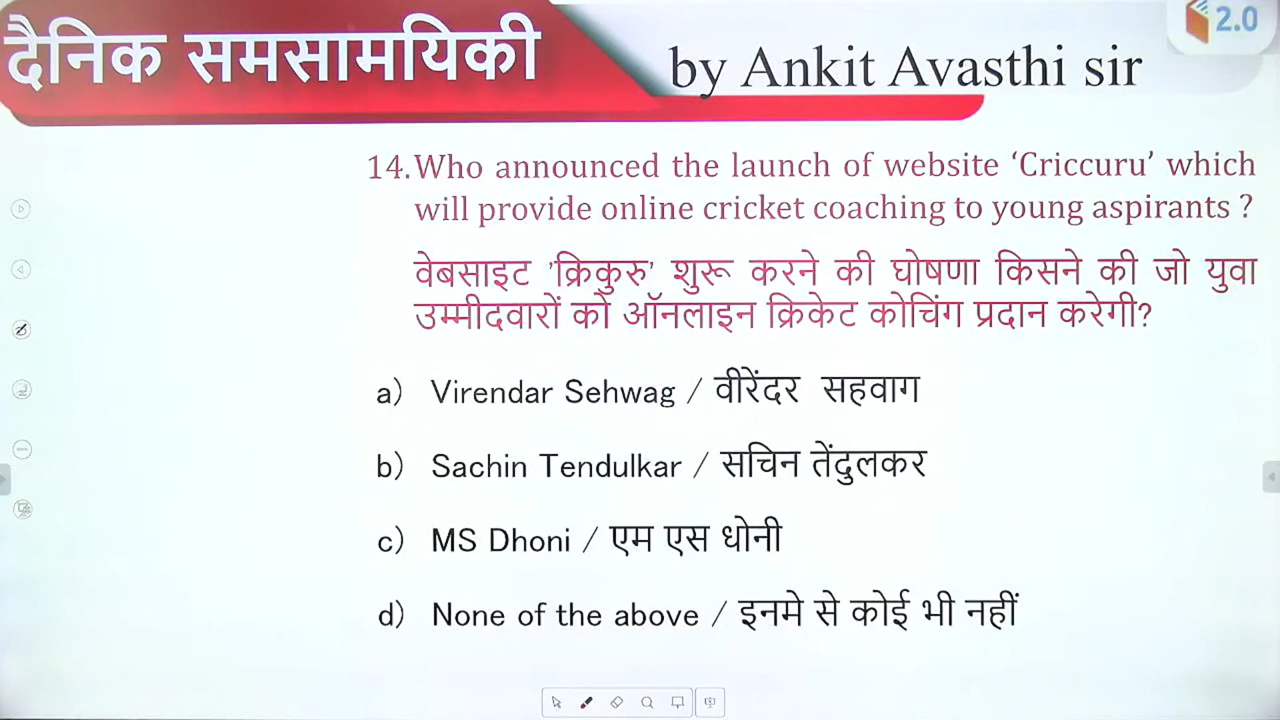 दैनिक समसामयिकी
by Ankit Avasthi sir
2.0
14. Who announced the launch of website ‘Criccuru’ which
will provide online cricket coaching to young aspirants ?
वेबसाइट 'क्रिकुरु' शुरू करने की घोषणा किसने की जो युवा
उम्मीदवारों को ऑनलाइन क्रिकेट कोचिंग प्रदान करेगी?
a) Virendar Sehwag / वीरेंदर सहवाग
b) Sachin Tendulkar / सचिन तेंदुलकर
c) MS Dhoni / एम एस धोनी
d) None of the above / इनमे से कोई भी नहीं